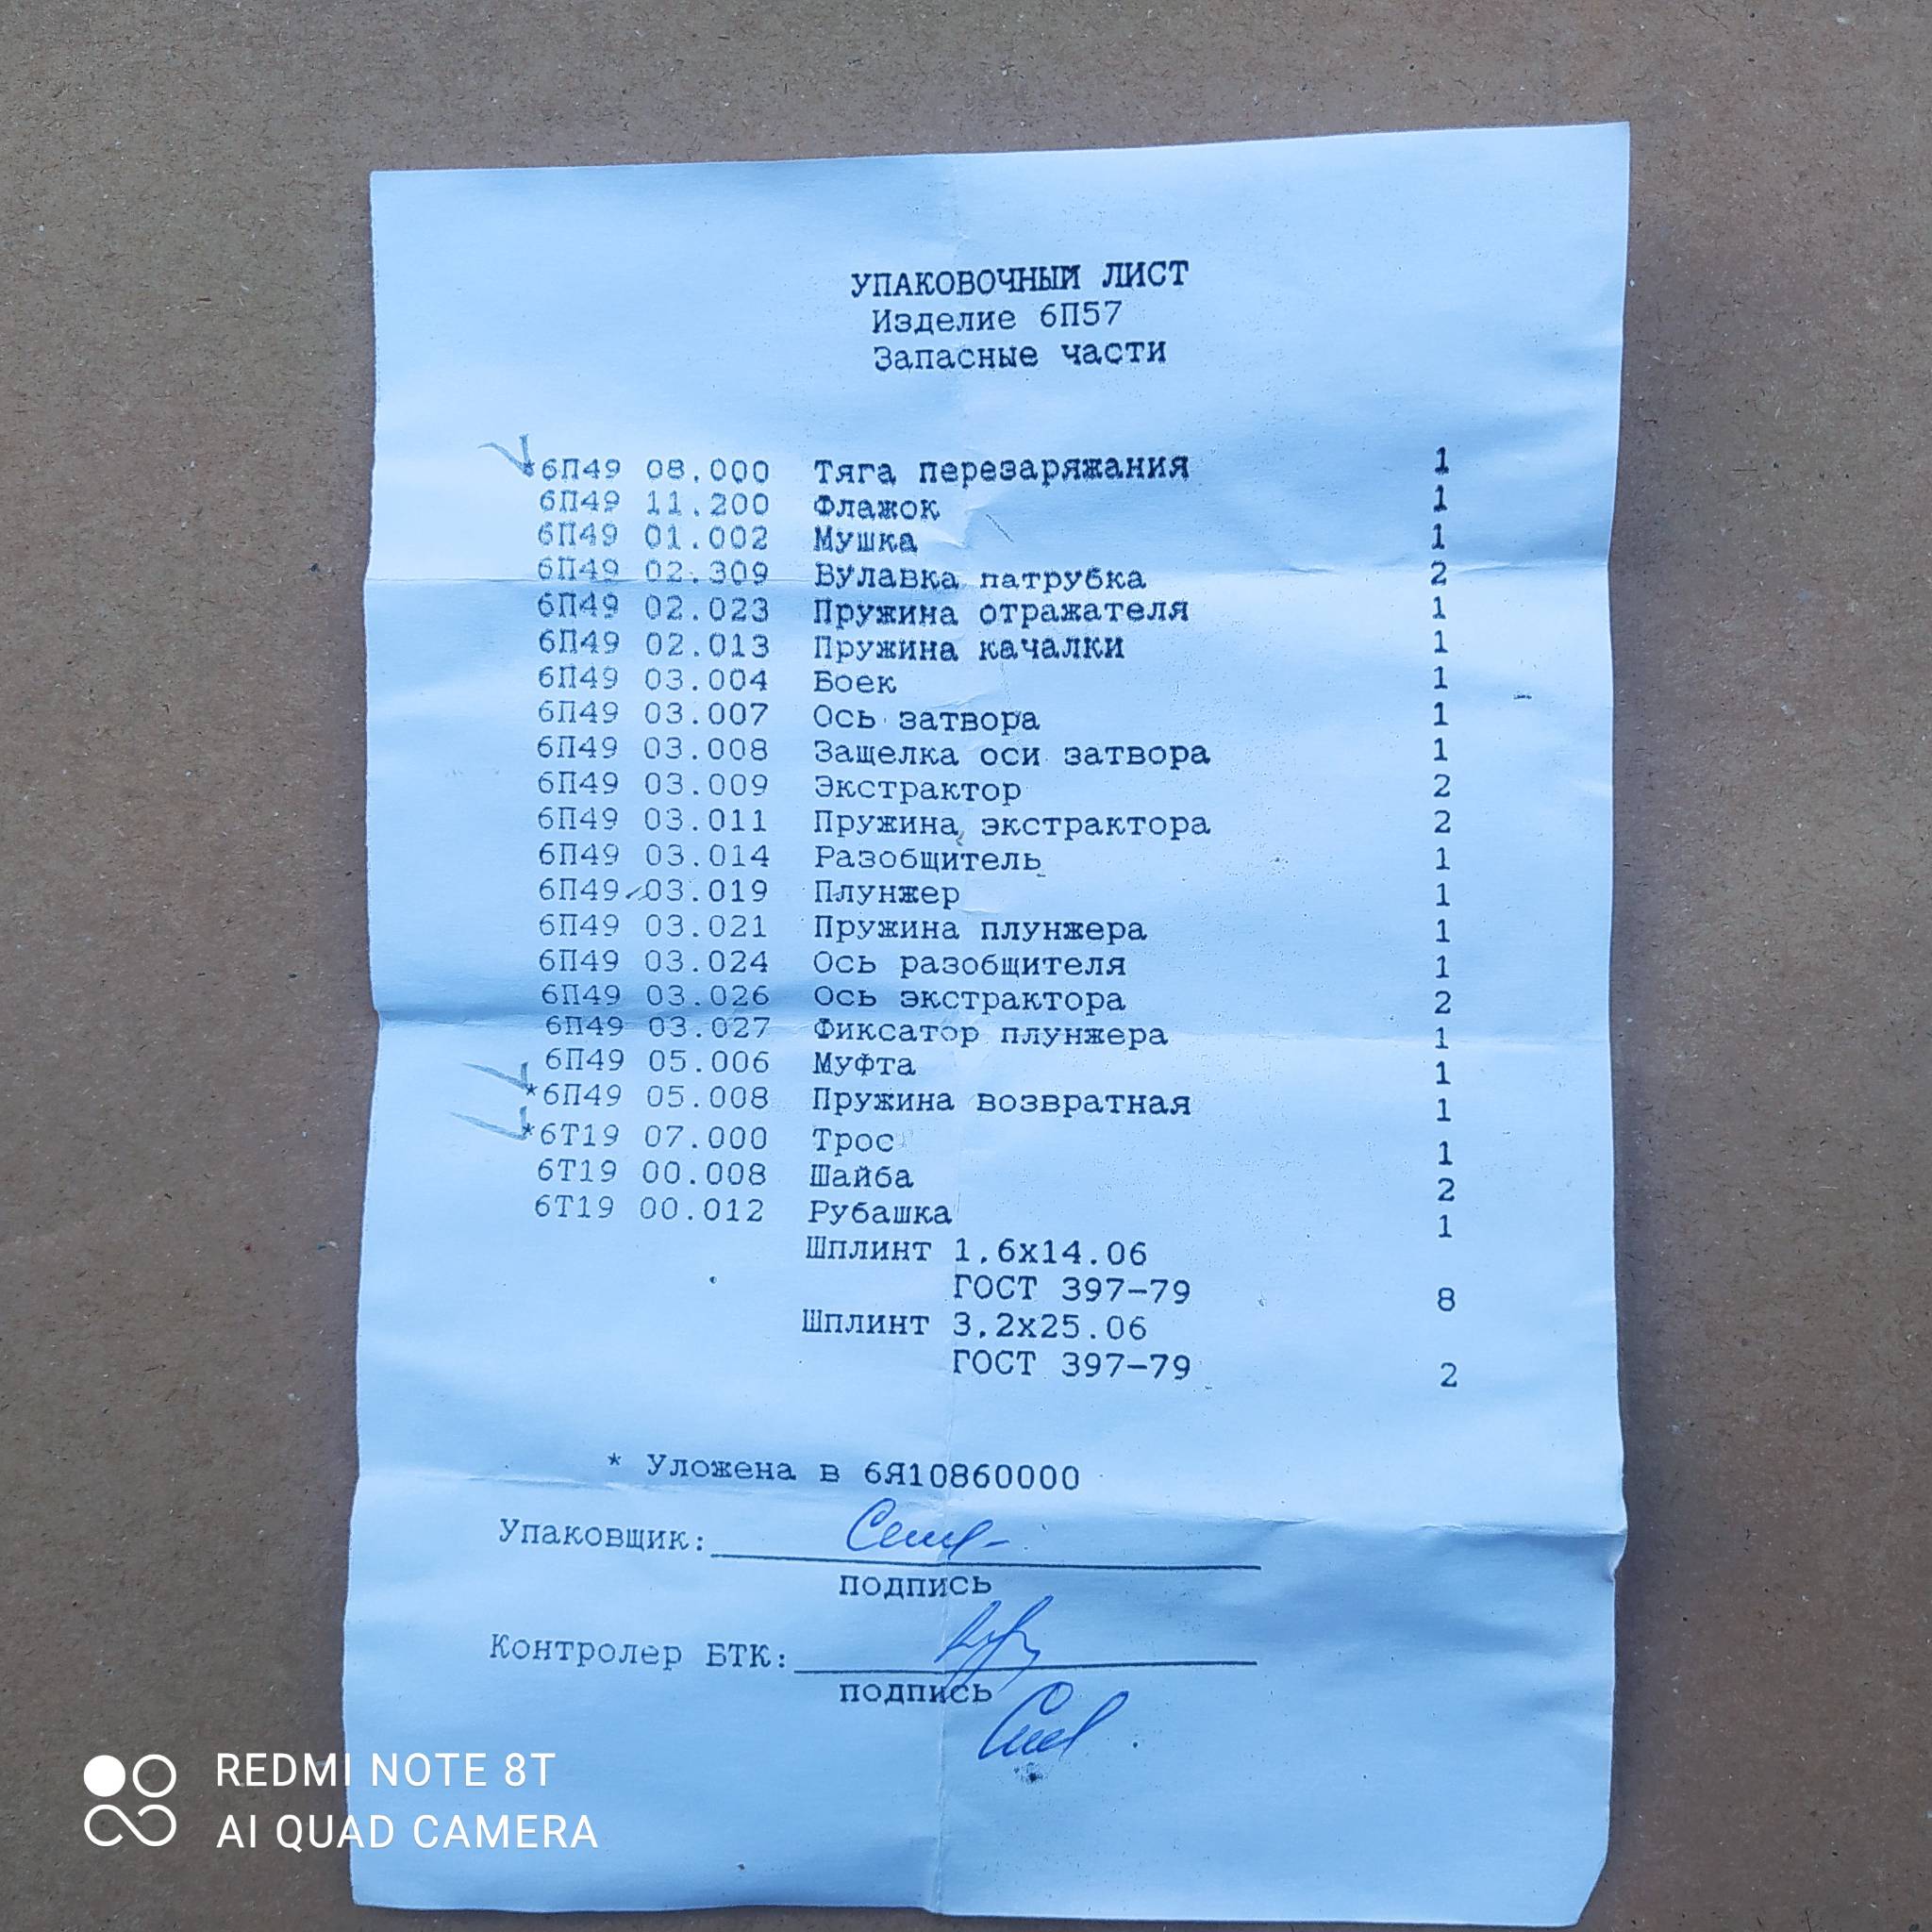 УПАКОВОЧНЫЙ ЛИСТ
Изделие 6П57
Запасные части
*6П49 08.000 Тяга перезаряжания 1
6П49 11.200 Флажок 1
6П49 01.002 Мушка 1
6П49 02.309 Булавка патрубка 2
6П49 02.023 Пружина отражателя 1
6П49 02.013 Пружина качалки 1
6П49 03.004 Боек 1
6П49 03.007 Ось затвора 1
6П49 03.008 Защелка оси затвора 1
6П49 03.009 Экстрактор 2
6П49 03.011 Пружина экстрактора 2
6П49 03.014 Разобщитель 1
6П49 03.019 Плунжер 1
6П49 03.021 Пружина плунжера 1
6П49 03.024 Ось разобщителя 1
6П49 03.026 Ось экстрактора 2
6П49 03.027 Фиксатор плунжера 1
6П49 05.006 Муфта 1
*6П49 05.008 Пружина возвратная 1
*6Т19 07.000 Трос 1
6Т19 00.008 Шайба 2
6Т19 00.012 Рубашка 1
Шплинт 1.6х14.06
ГОСТ 397-79 8
Шплинт 3.2х25.06
ГОСТ 397-79 2
* Уложена в 6Я10860000
Упаковщик:
подпись
Контролер БТК:
подпись
REDMI NOTE 8T
AI QUAD CAMERA